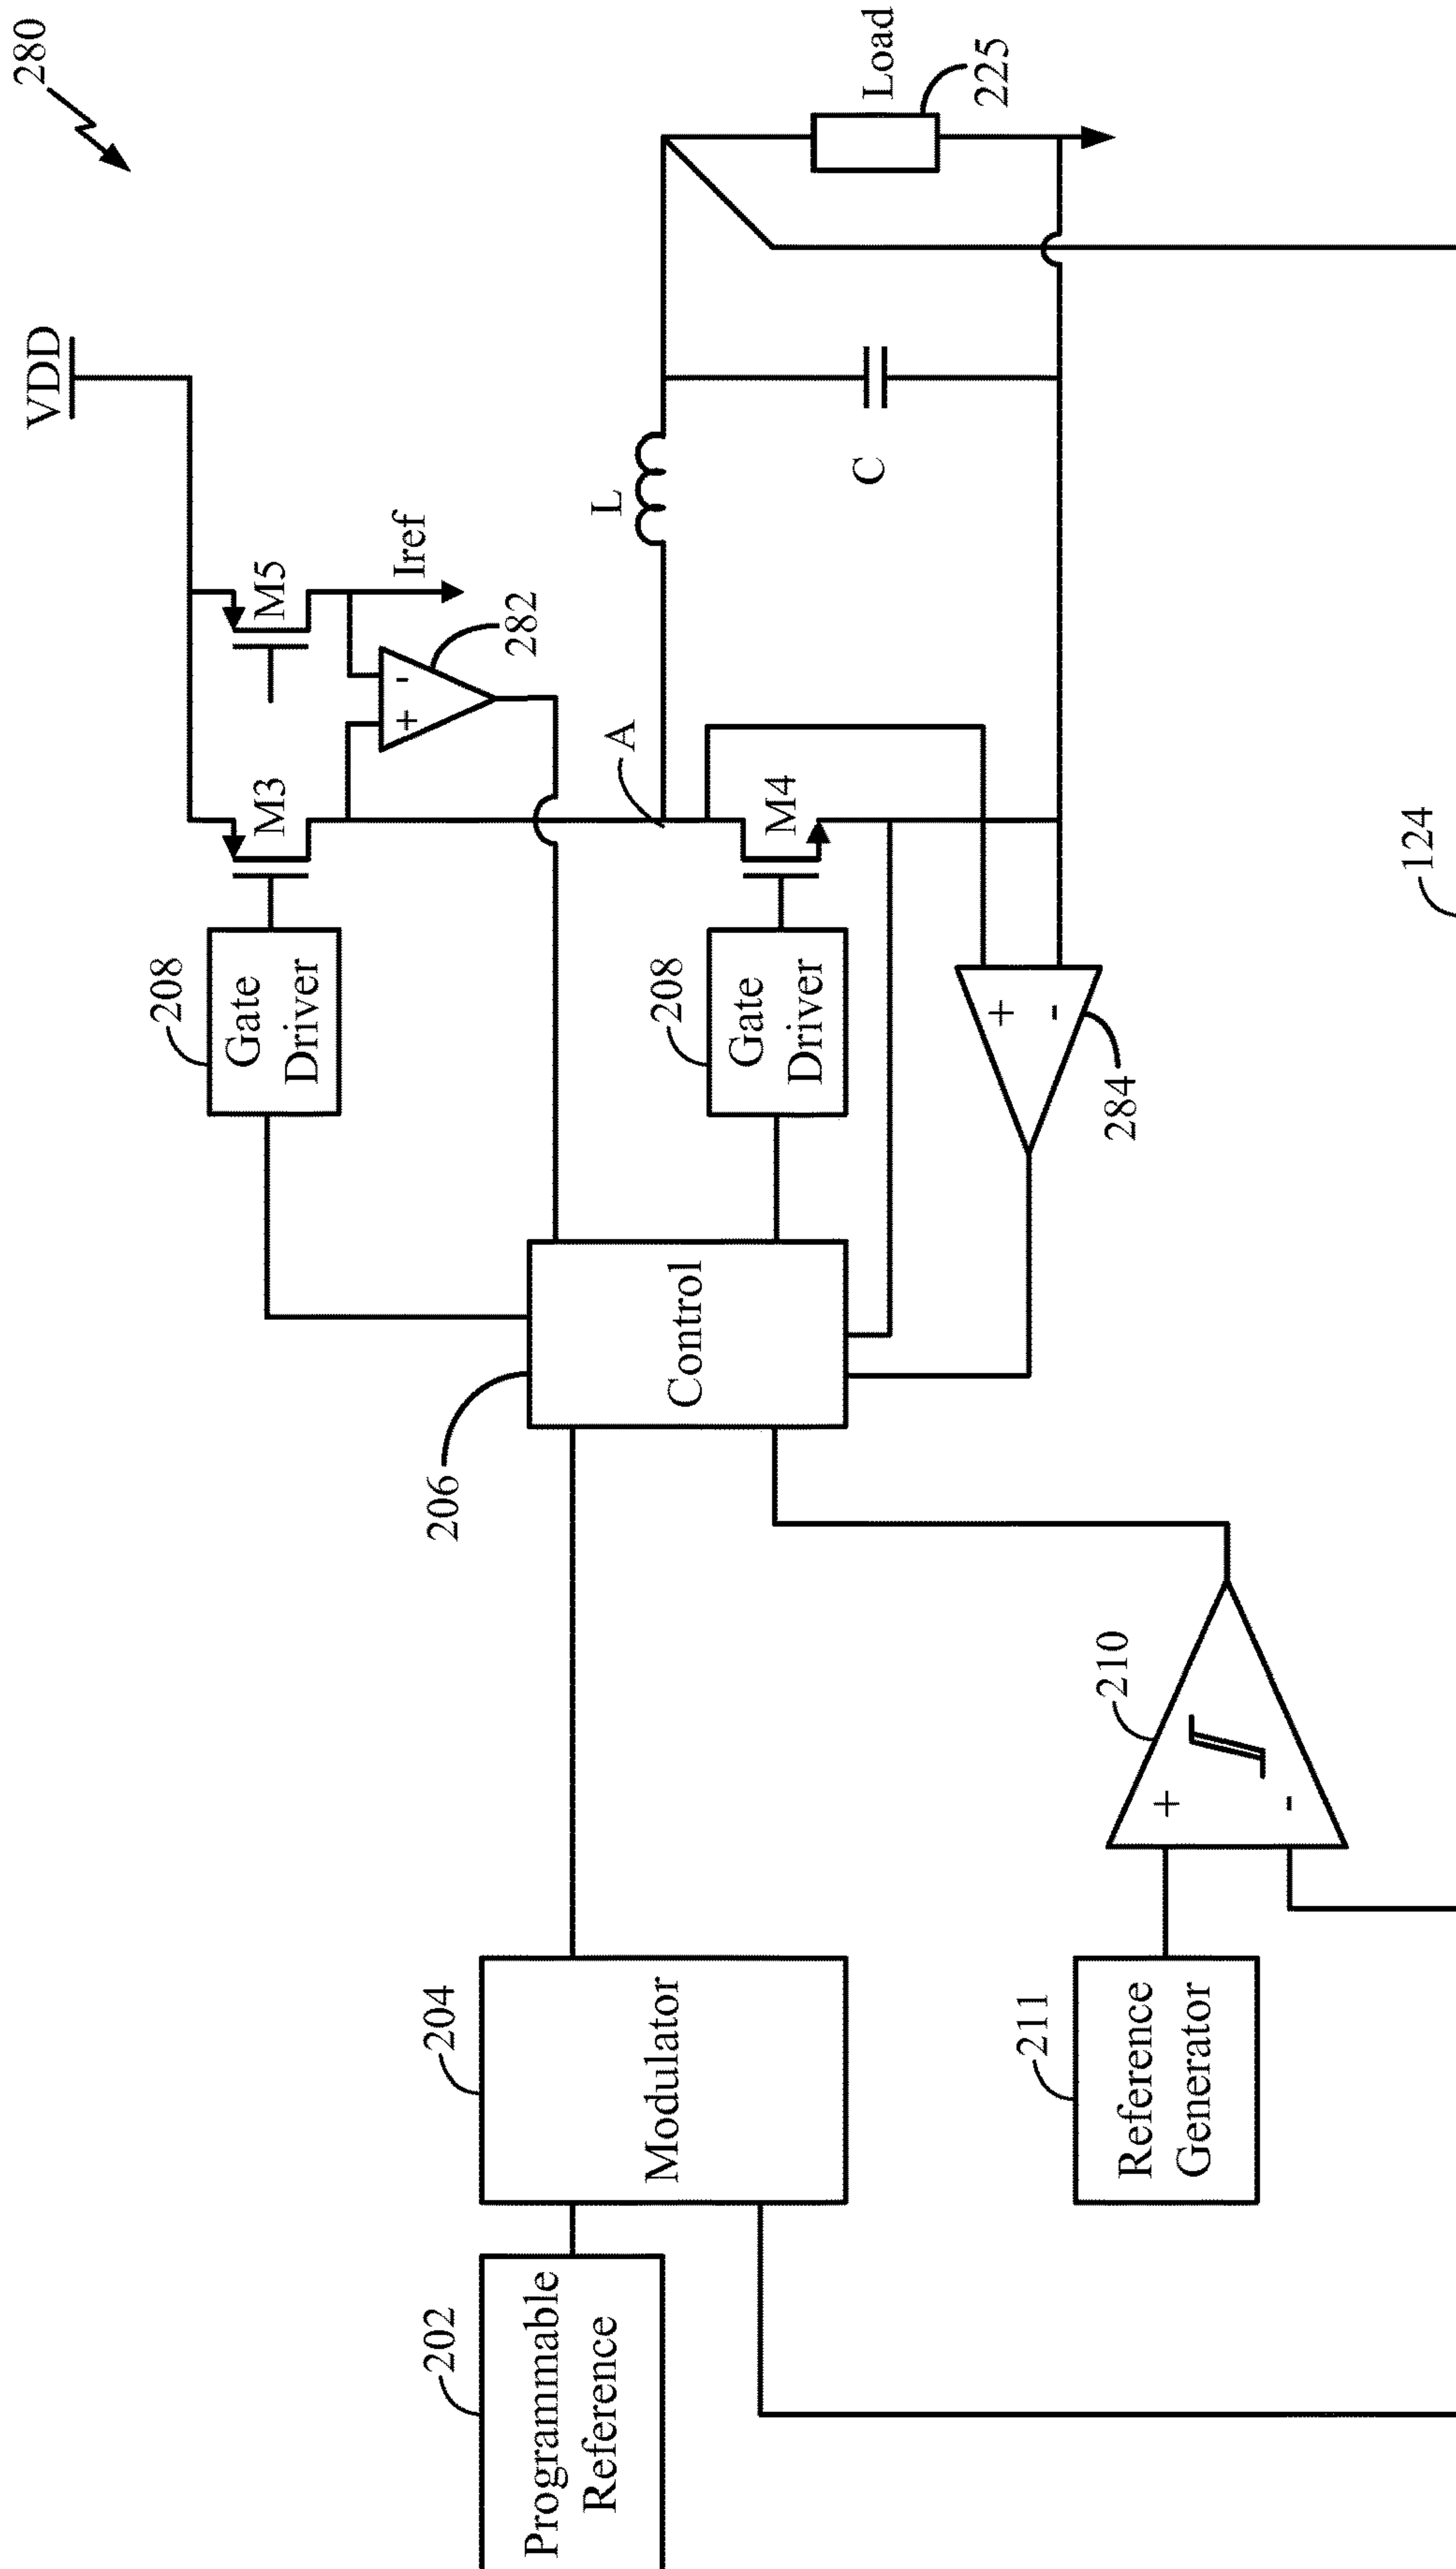 280
VDD
208
Gate
Driver
M3
M5
Iref
282
+
-
202
Programmable
Reference
204
Modulator
206
Control
208
Gate
Driver
M4
A
L
C
Load
225
+
-
284
211
Reference
Generator
210
+
-
124